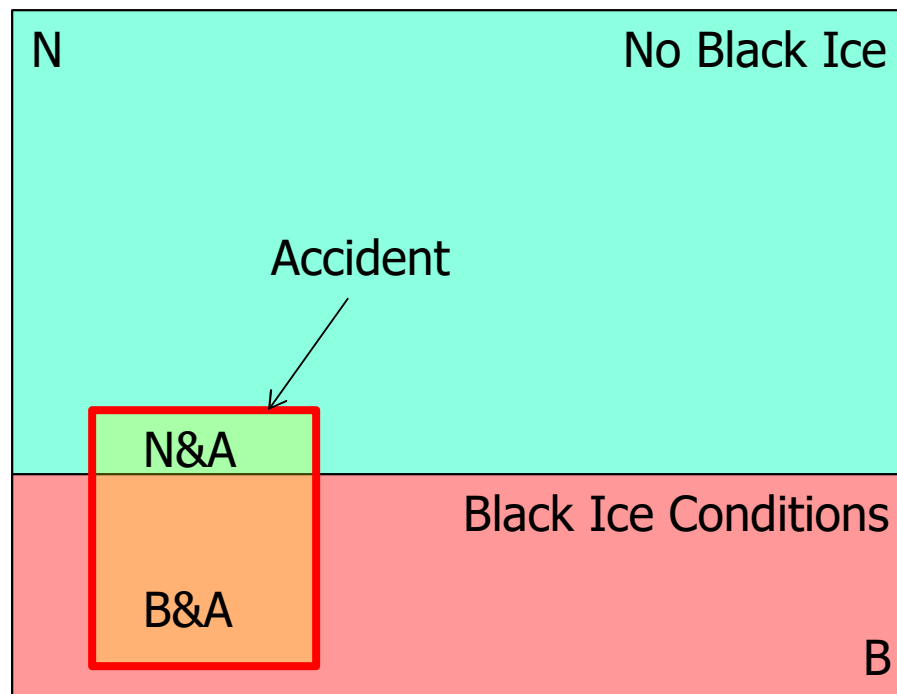 N
No Black Ice
Accident
N&A
Black Ice Conditions
B&A
B